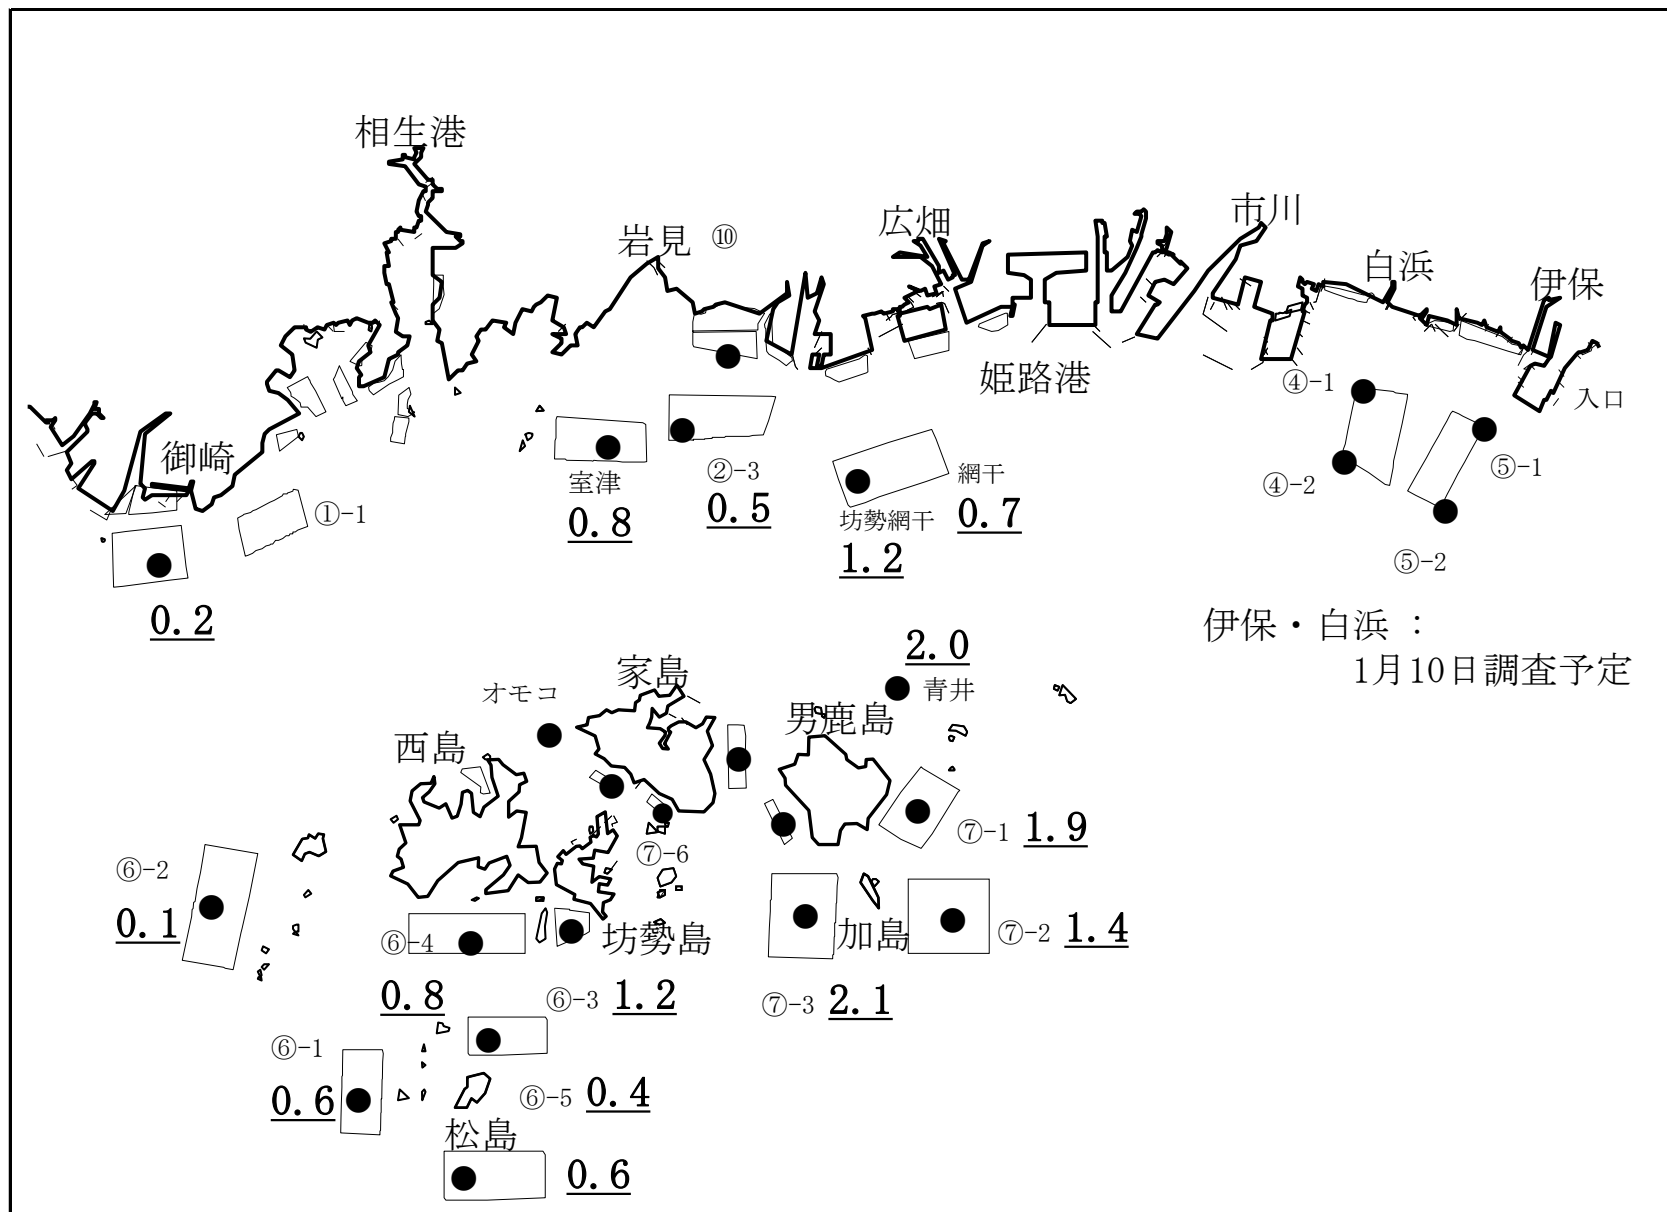 相生港
岩見 ⑩
広畑
市川
白浜
伊保
姫路港
④-1
入口
御崎
室津
②-3
網干
⑤-1
④-2
①-1
0.8
0.5
坊勢網干
0.7
1.2
⑤-2
0.2
伊保・白浜 :
1月10日調査予定
2.0
家島
オモコ
青井
男鹿島
西島
⑦-1 1.9
⑦-6
⑥-2
0.1
⑥-4
坊勢島
加島
⑦-2 1.4
0.8
⑥-3 1.2
⑦-3 2.1
⑥-1
0.6
⑥-5 0.4
松島
0.6